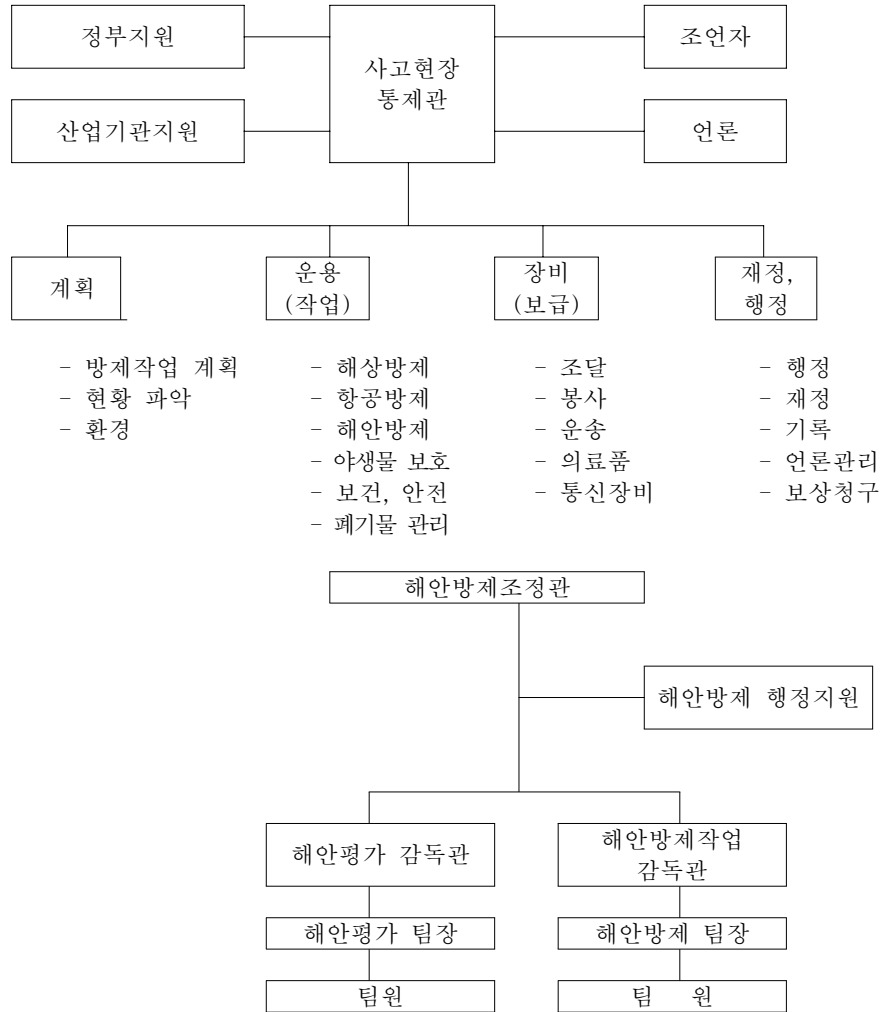 정부지원
사고현장
통제관
조언자
산업기관지원
언론
계획
운용
(작업)
장비
(보급)
재정,
행정
- 방제작업 계획
- 현황 파악
- 환경
- 해상방제
- 항공방제
- 해안방제
- 야생물 보호
- 보건, 안전
- 폐기물 관리
- 조달
- 봉사
- 운송
- 의료품
- 통신장비
- 행정
- 재정
- 기록
- 언론관리
- 보상청구
해안방제조정관
해안방제 행정지원
해안평가 감독관
해안방제작업
감독관
해안평가 팀장
해안방제 팀장
팀원
팀 원